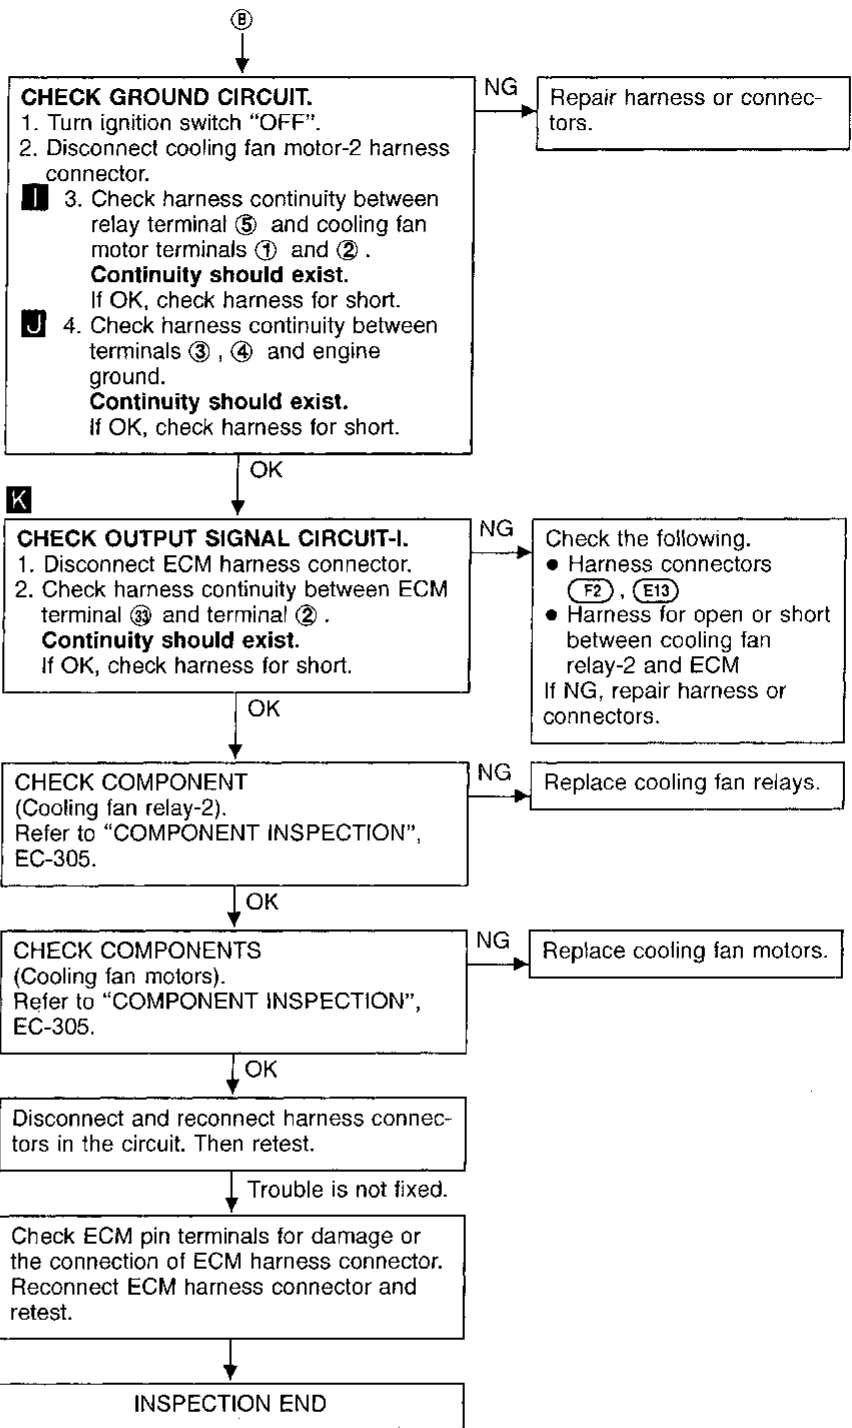 Ⓑ
CHECK GROUND CIRCUIT.
1. Turn ignition switch "OFF".
2. Disconnect cooling fan motor-2 harness
connector.
I 3. Check harness continuity between
relay terminal ⑤ and cooling fan
motor terminals ① and ② .
Continuity should exist.
If OK, check harness for short.
J 4. Check harness continuity between
terminals ③ , ④ and engine
ground.
Continuity should exist.
If OK, check harness for short.
NG
Repair harness or connec-
tors.
OK
K
CHECK OUTPUT SIGNAL CIRCUIT-I.
1. Disconnect ECM harness connector.
2. Check harness continuity between ECM
terminal ㉝ and terminal ② .
Continuity should exist.
If OK, check harness for short.
NG
Check the following.
● Harness connectors
F2 , E13
● Harness for open or short
between cooling fan
relay-2 and ECM
If NG, repair harness or
connectors.
OK
CHECK COMPONENT
(Cooling fan relay-2).
Refer to "COMPONENT INSPECTION",
EC-305.
NG
Replace cooling fan relays.
OK
CHECK COMPONENTS
(Cooling fan motors).
Refer to "COMPONENT INSPECTION",
EC-305.
NG
Replace cooling fan motors.
OK
Disconnect and reconnect harness connec-
tors in the circuit. Then retest.
Trouble is not fixed.
Check ECM pin terminals for damage or
the connection of ECM harness connector.
Reconnect ECM harness connector and
retest.
INSPECTION END